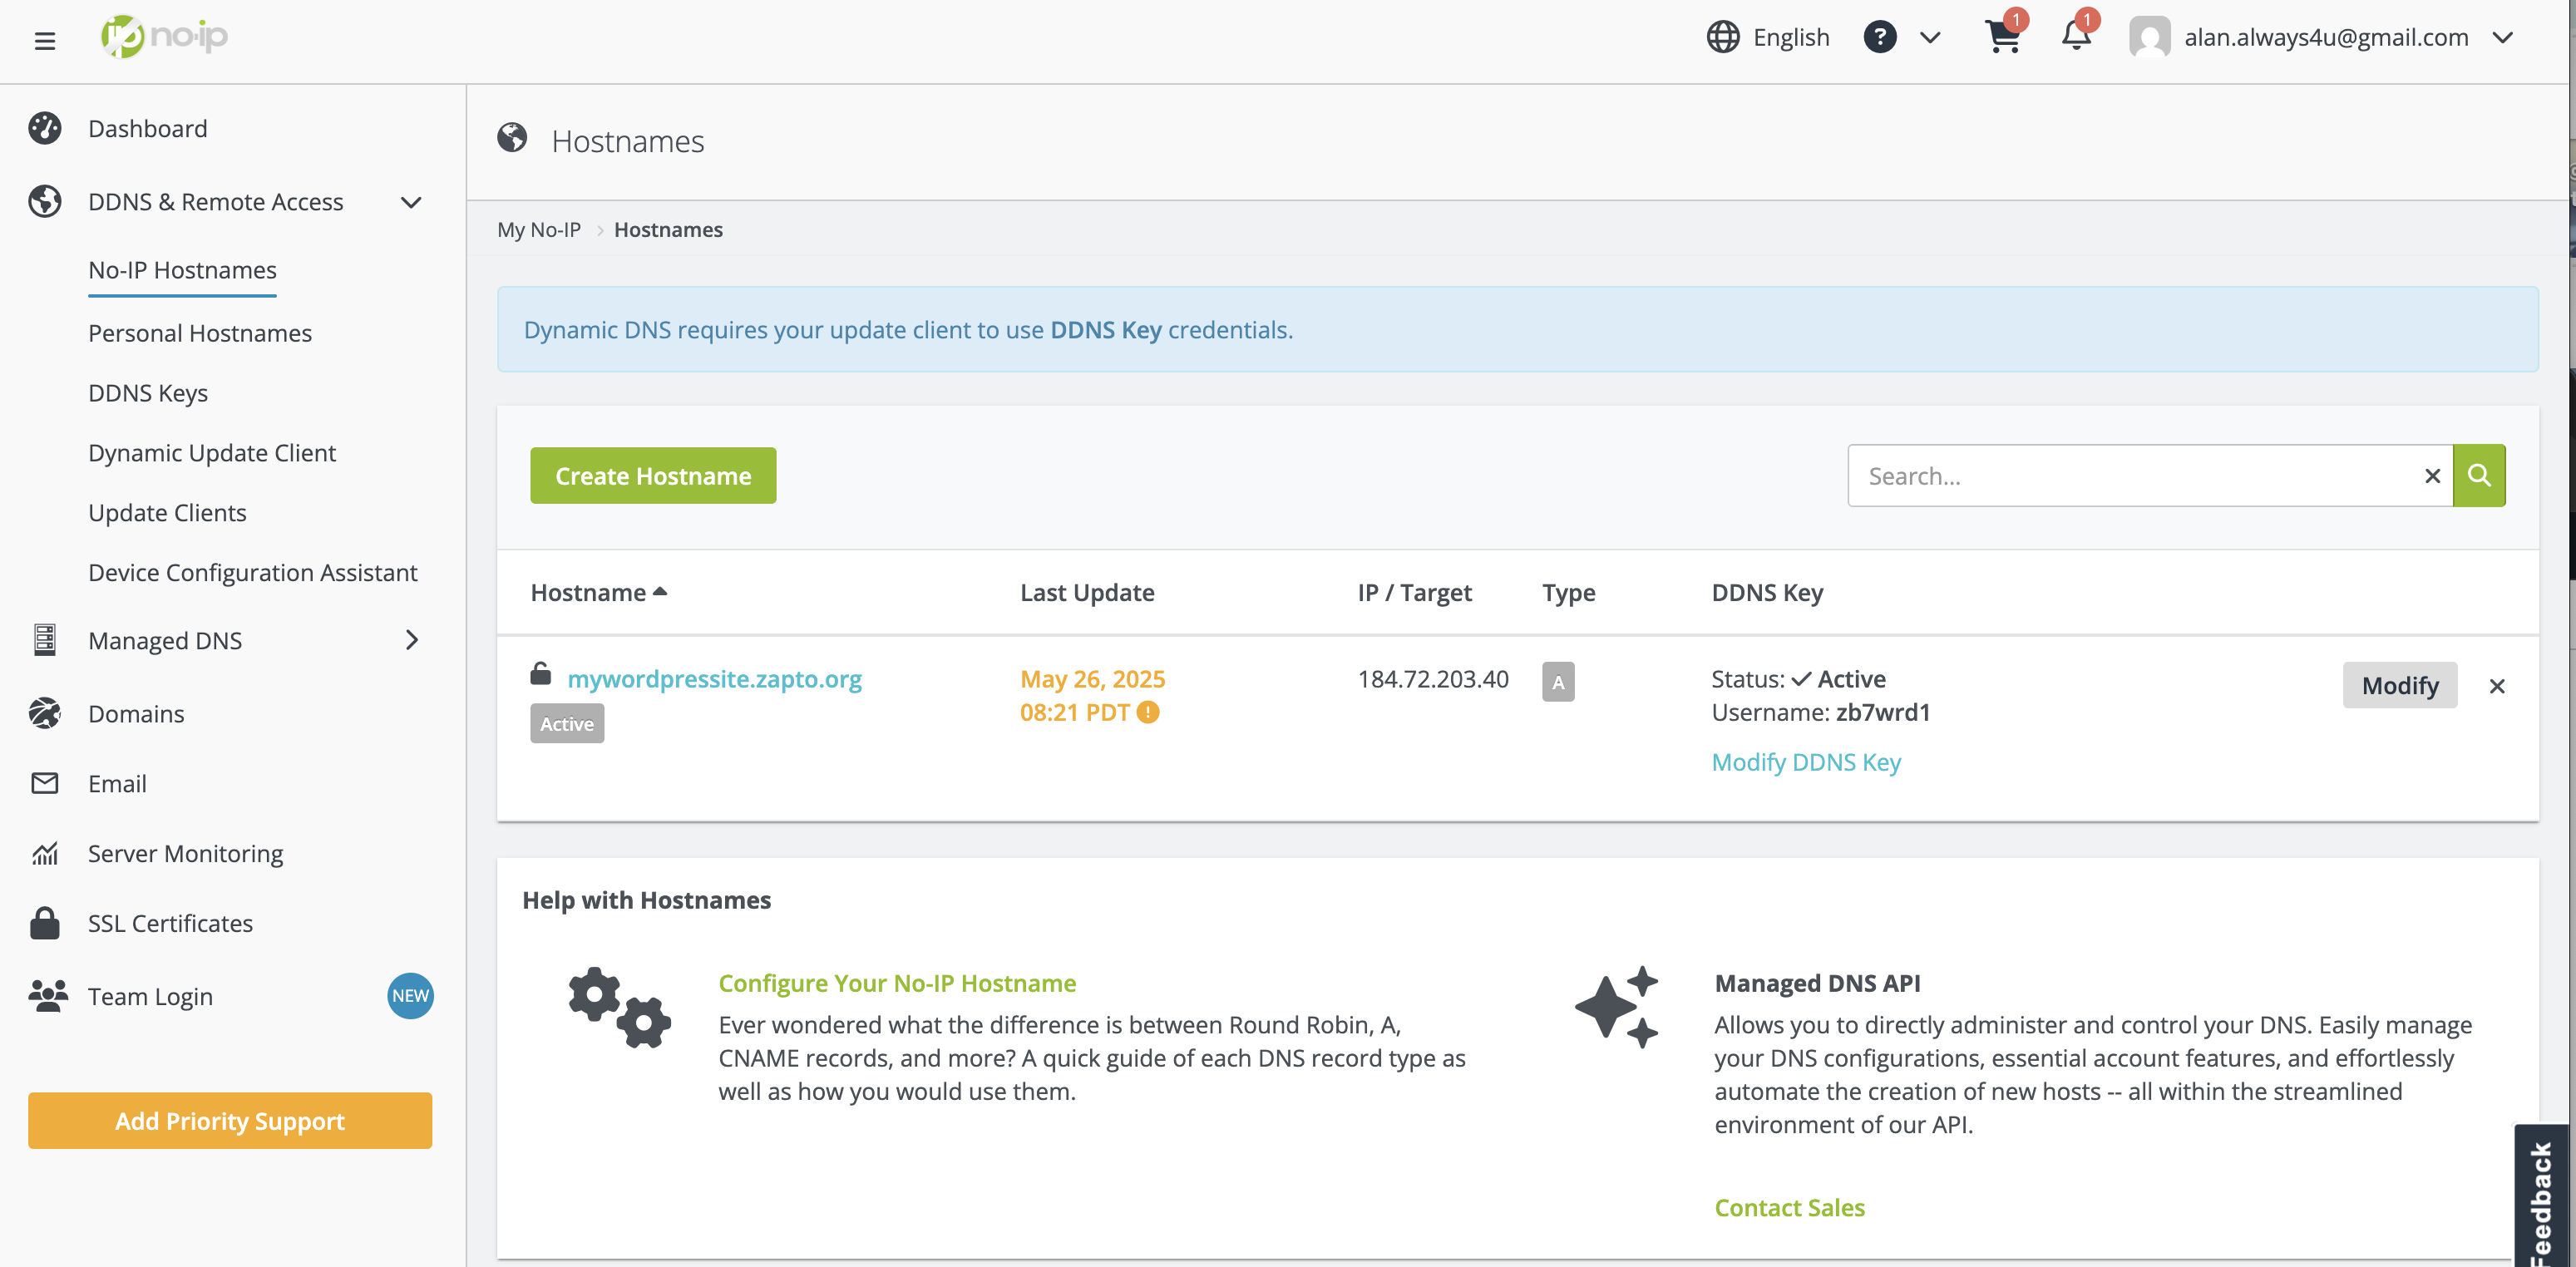 no-ip
English
?
1
1
alan.always4u@gmail.com
Dashboard
DDNS & Remote Access
No-IP Hostnames
Personal Hostnames
DDNS Keys
Dynamic Update Client
Update Clients
Device Configuration Assistant
Managed DNS
Domains
Email
Server Monitoring
SSL Certificates
Team Login
NEW
Add Priority Support
Hostnames
My No-IP > Hostnames
Dynamic DNS requires your update client to use DDNS Key credentials.
Create Hostname
Search...
Hostname Last Update IP / Target Type DDNS Key
mywordpressite.zapto.org
Active
May 26, 2025
08:21 PDT
184.72.203.40
A
Status: ✓ Active
Username: zb7wrd1
Modify DDNS Key
Modify
Help with Hostnames
Configure Your No-IP Hostname
Ever wondered what the difference is between Round Robin, A,
CNAME records, and more? A quick guide of each DNS record type as
well as how you would use them.
Managed DNS API
Allows you to directly administer and control your DNS. Easily manage
your DNS configurations, essential account features, and effortlessly
automate the creation of new hosts -- all within the streamlined
environment of our API.
Contact Sales
Feedback